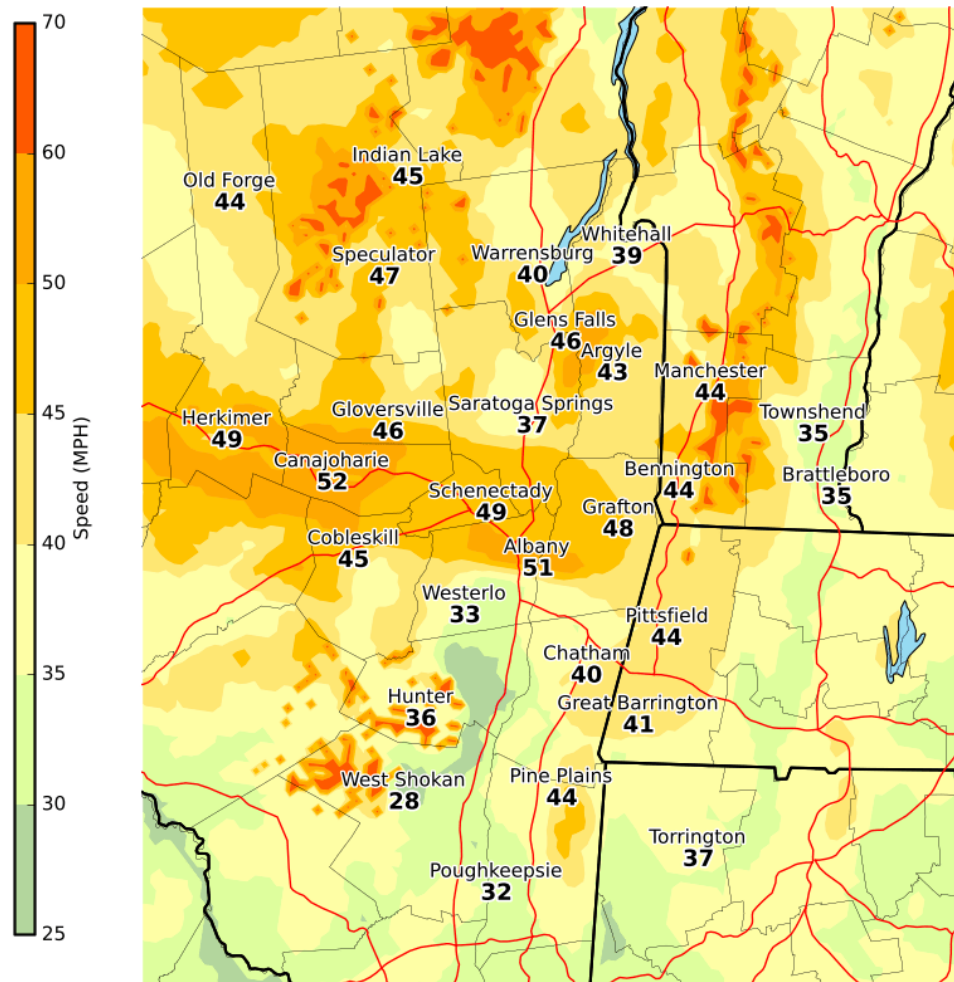 70
60
50
45
40
35
30
25
Speed (MPH)
Indian Lake
45
Old Forge
44
Whitehall
39
Speculator
47
Warrensburg
40
Glens Falls
46
Argyle
43
Manchester
44
Saratoga Springs
37
Gloversville
46
Herkimer
49
Townshend
35
Canajoharie
52
Bennington
44
Brattleboro
35
Schenectady
49
Grafton
48
Cobleskill
45
Albany
51
Westerlo
33
Pittsfield
44
Chatham
40
Hunter
36
Great Barrington
41
West Shokan
28
Pine Plains
44
Torrington
37
Poughkeepsie
32